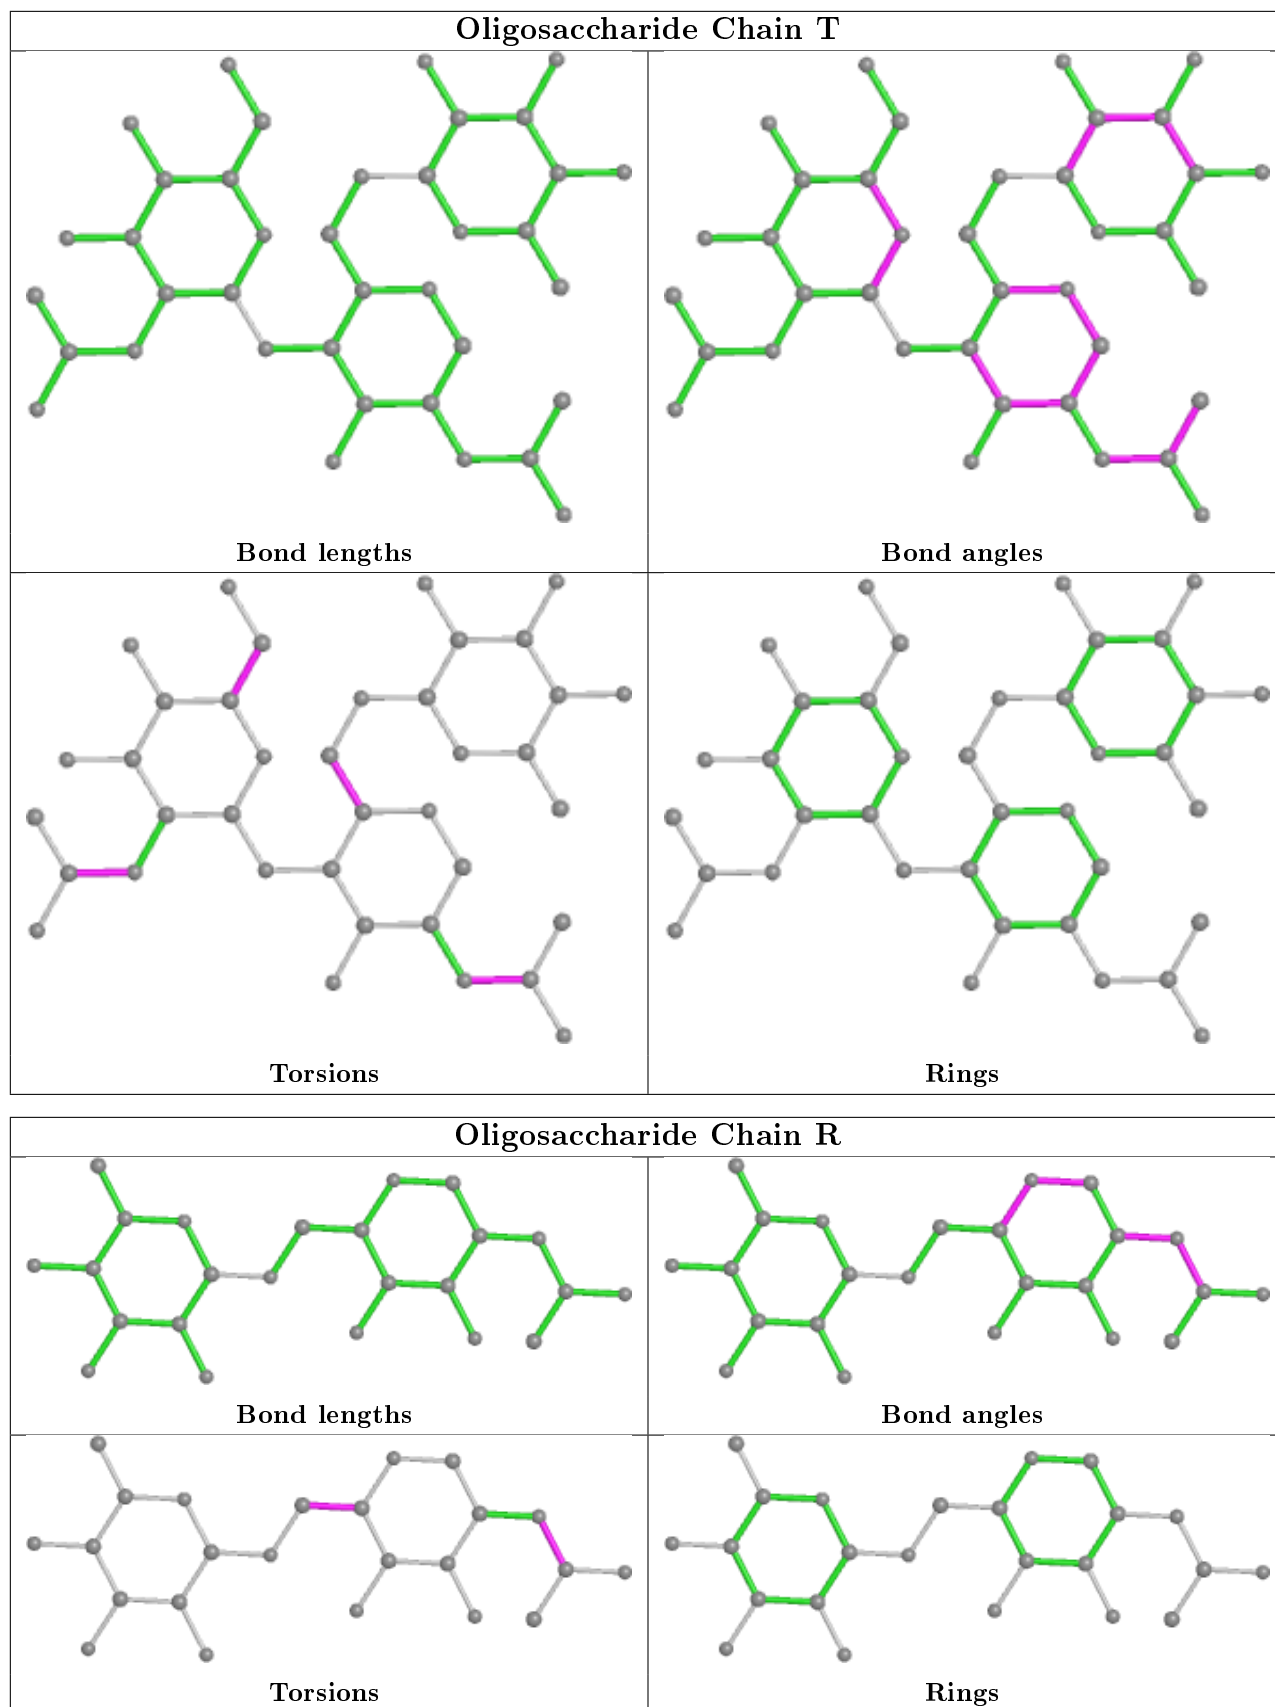 Oligosaccharide Chain T
Bond lengths
Bond angles
Torsions
Rings
Oligosaccharide Chain R
Bond lengths
Bond angles
Torsions
Rings